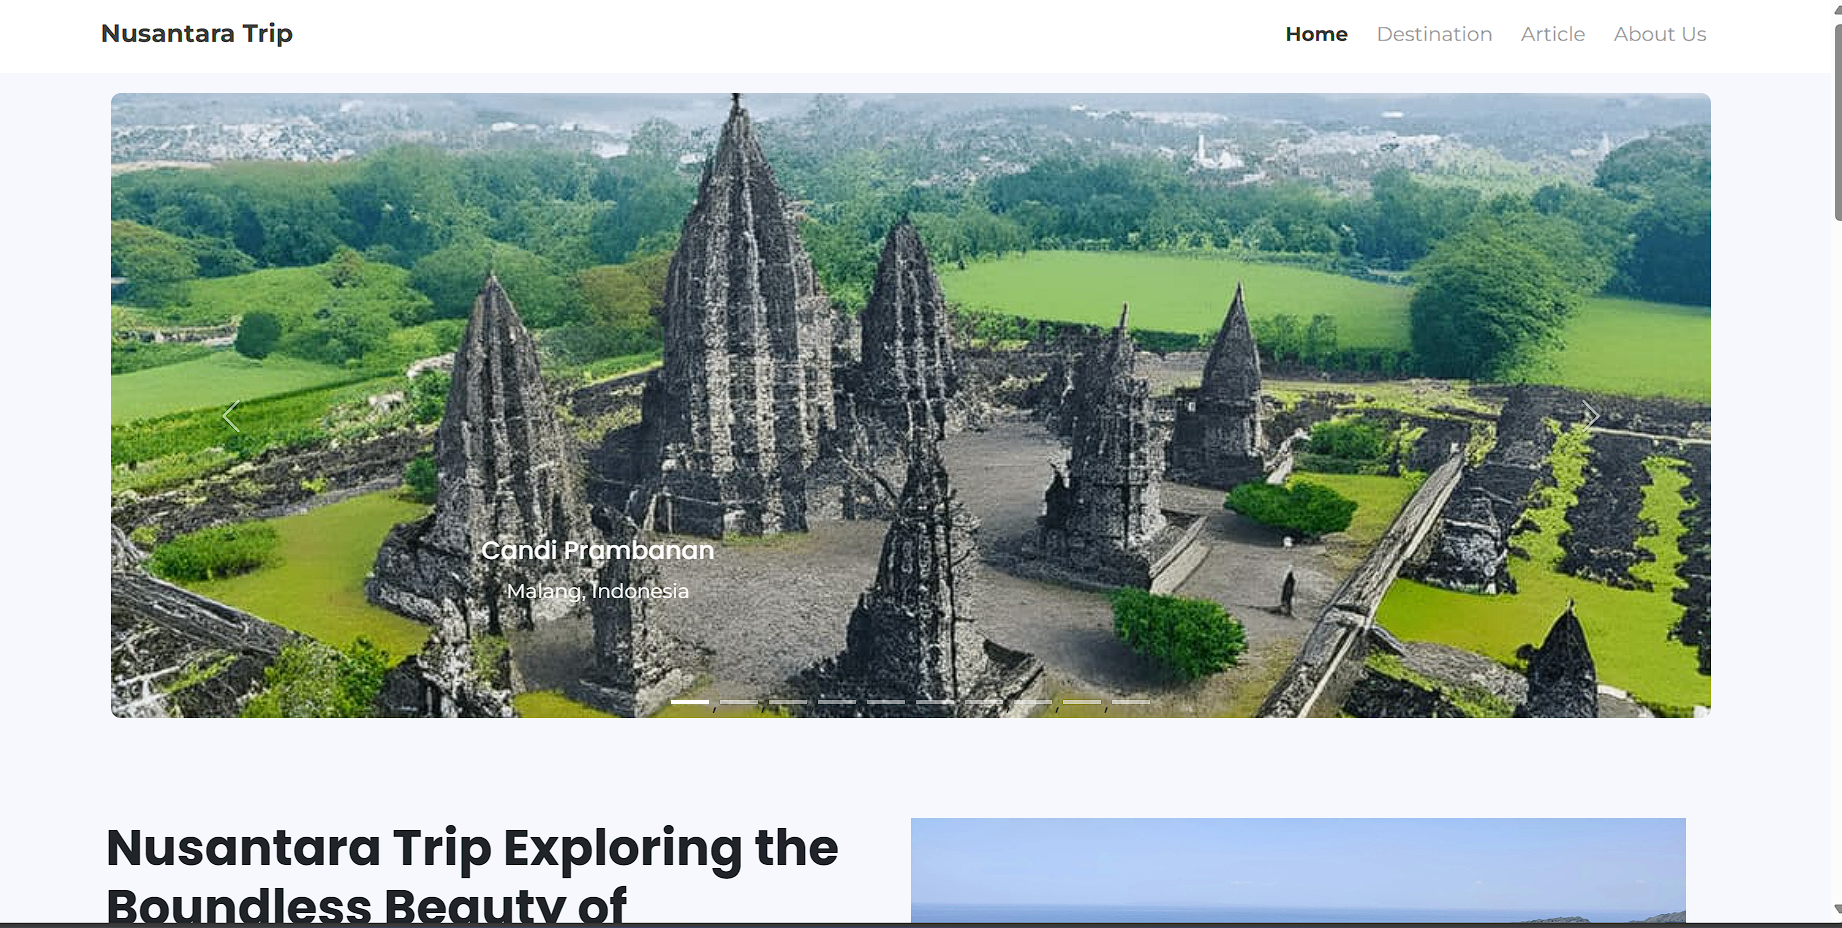 Nusantara Trip
Home
Destination
Article
About Us
Candi Prambanan
Malang, Indonesia
Nusantara Trip Exploring the
Boundless Beauty of